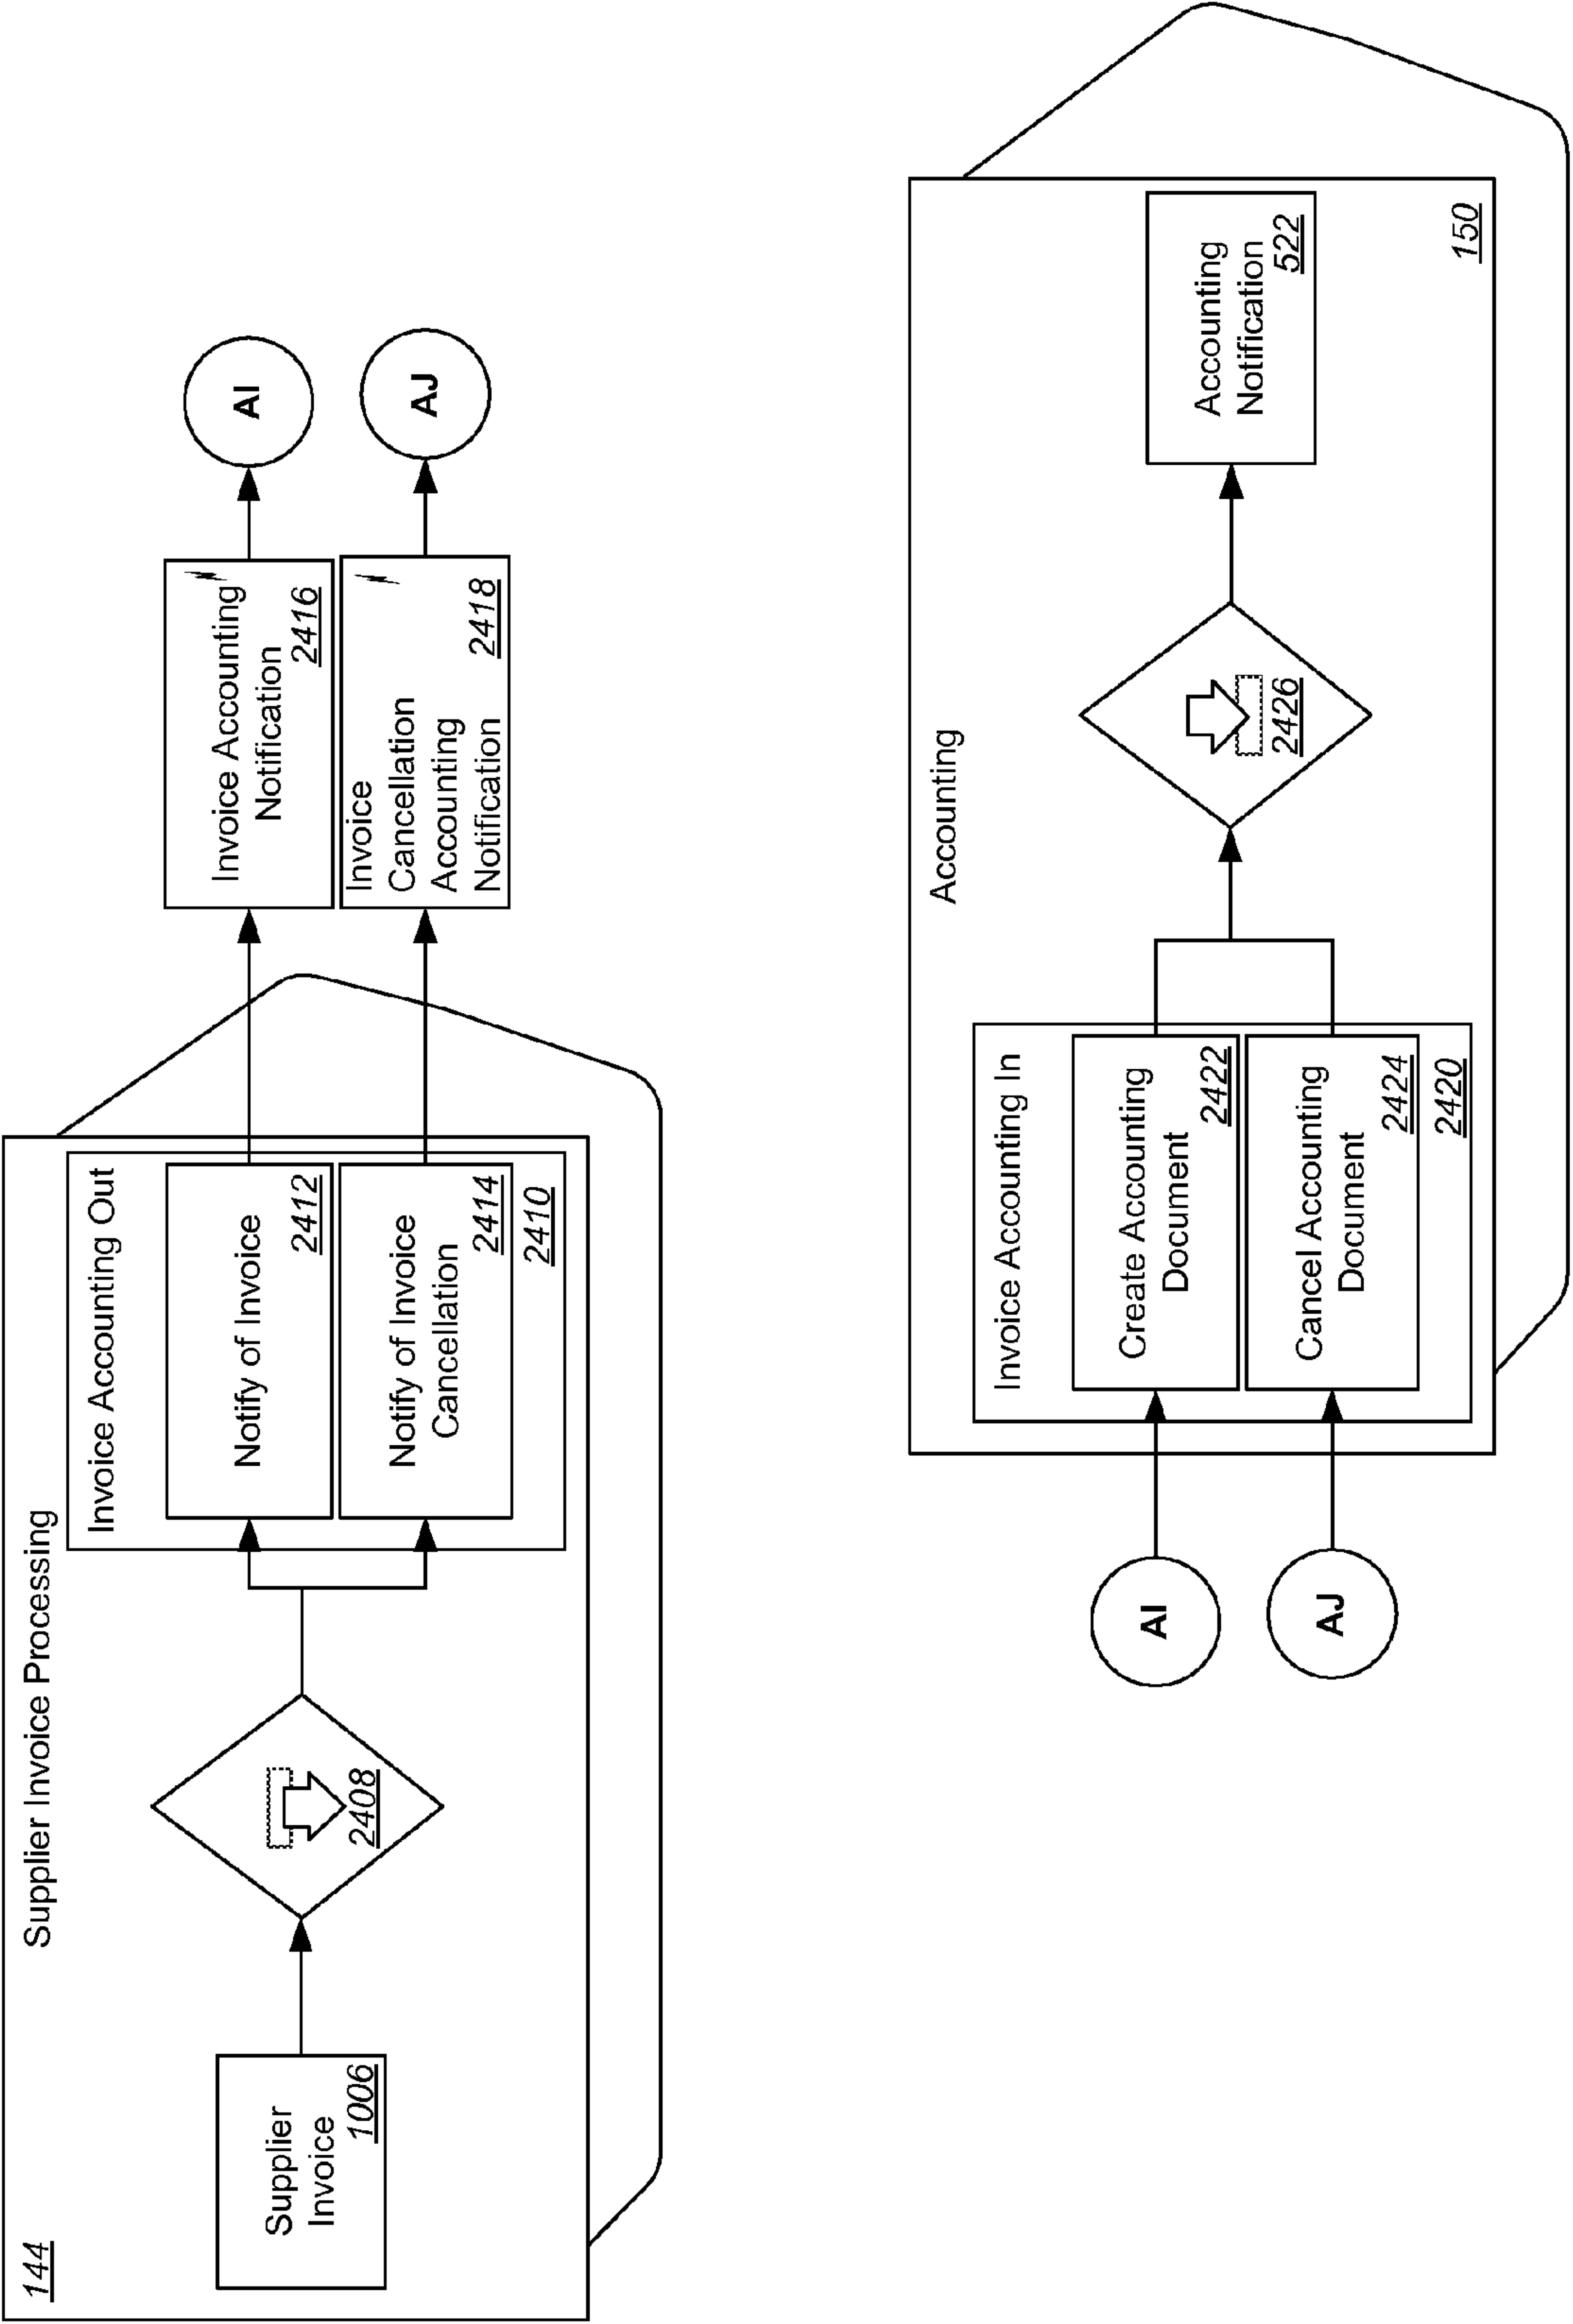 144
Supplier Invoice Processing
Supplier
Invoice
1006
2408
Invoice Accounting Out
Notify of Invoice
2412
Notify of Invoice
Cancellation
2414
2410
Invoice Accounting
Notification
2416
Invoice
Cancellation
Accounting
Notification
2418
AI
AJ
AI
AJ
Accounting
Invoice Accounting In
Create Accounting
Document
2422
Cancel Accounting
Document
2424
2420
2426
Accounting
Notification
522
150